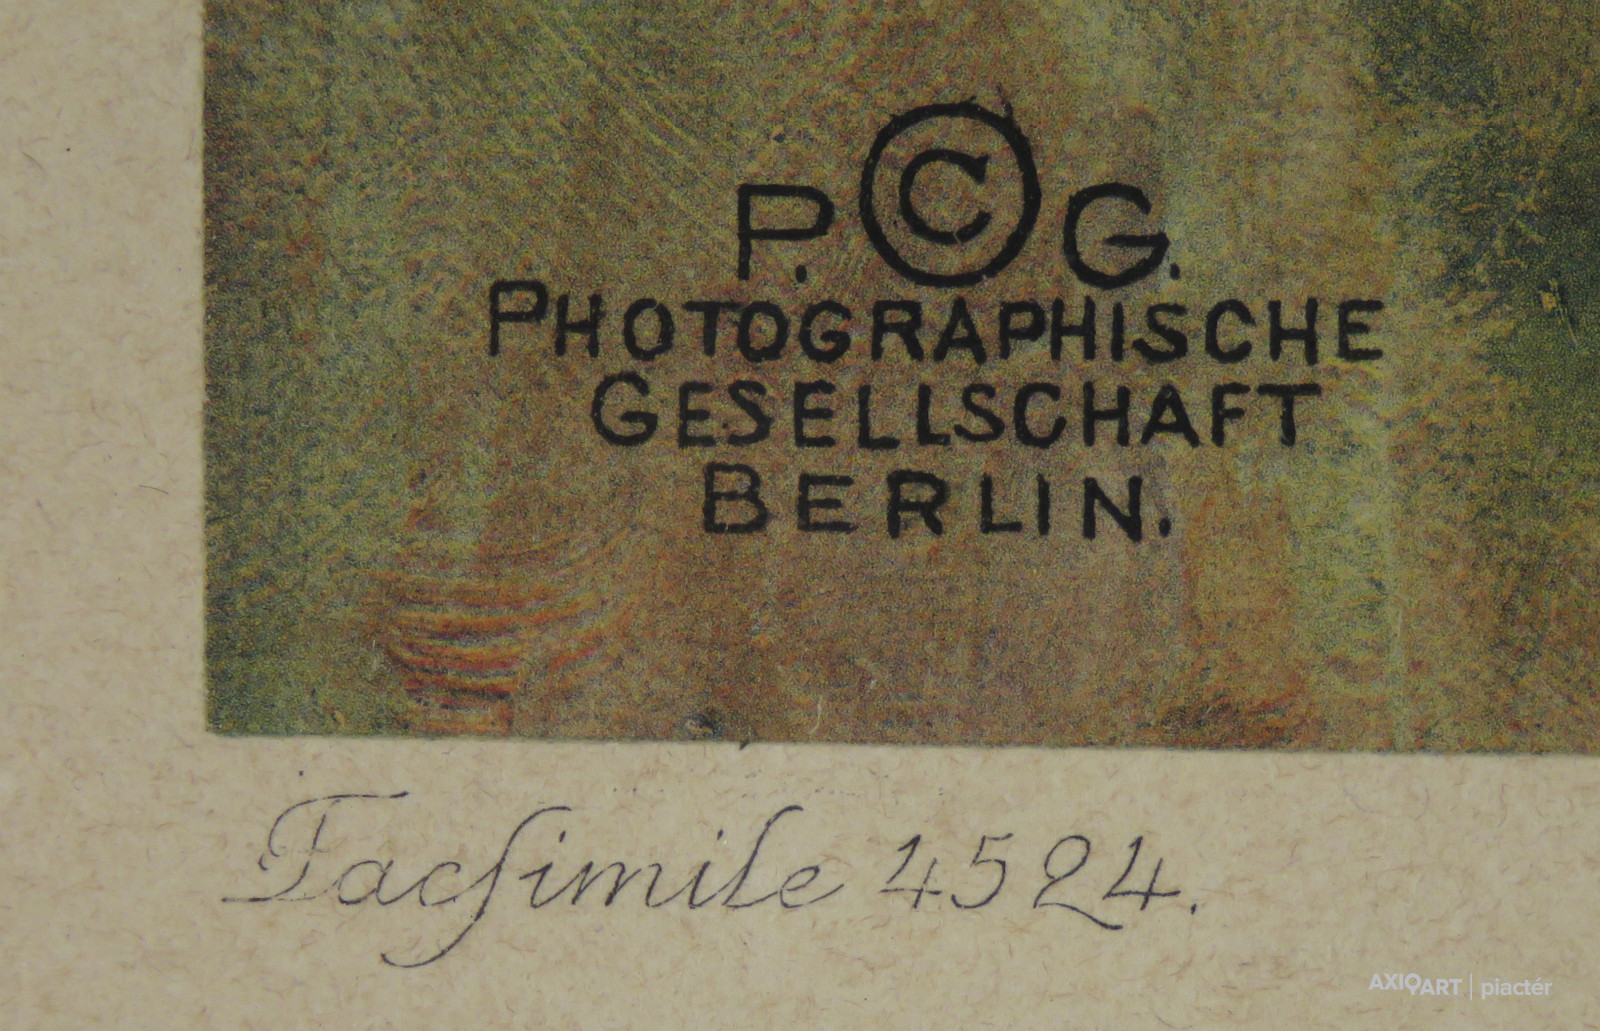 P. © G.
PHOTOGRAPHISCHE
GESELLSCHAFT
BERLIN.
Facſimile 4524.
AXIOART | piactér